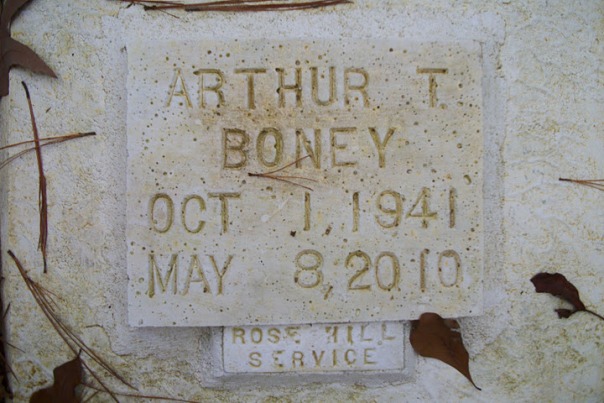 ARTHUR T.
BONEY
OCT 1, 1941
MAY 8, 2010
ROSE HILL
SERVICE